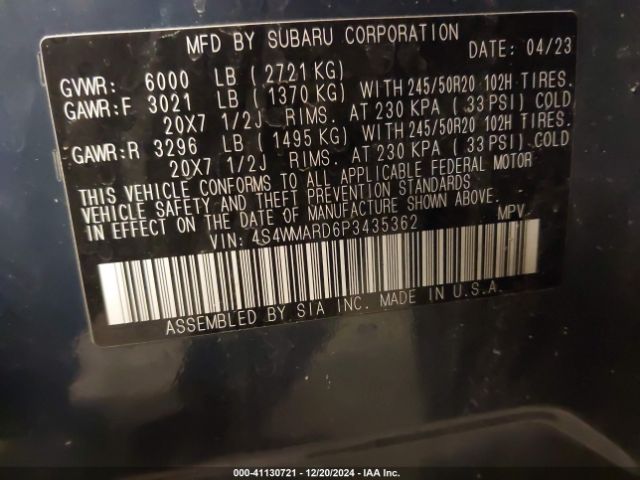 MFD BY SUBARU CORPORATION
DATE: 04/23
GVWR: 6000 LB ( 2721 KG)
GAWR:F 3021 LB ( 1370 KG) WITH 245/50R20 102H TIRES.
20X7 1/2J RIMS. AT 230 KPA ( 33 PSI) COLD
GAWR:R 3296 LB ( 1495 KG) WITH 245/50R20 102H TIRES.
20X7 1/2J RIMS. AT 230 KPA ( 33 PSI) COLD
THIS VEHICLE CONFORMS TO ALL APPLICABLE FEDERAL MOTOR
VEHICLE SAFETY AND THEFT PREVENTION STANDARDS
IN EFFECT ON THE DATE OF MANUFACTURE SHOWN ABOVE.
VIN: 4S4WMARD6P3435362 MPV
ASSEMBLED BY SIA INC. MADE IN U.S.A.
000-41130721 - 12/20/2024 - IAA Inc.